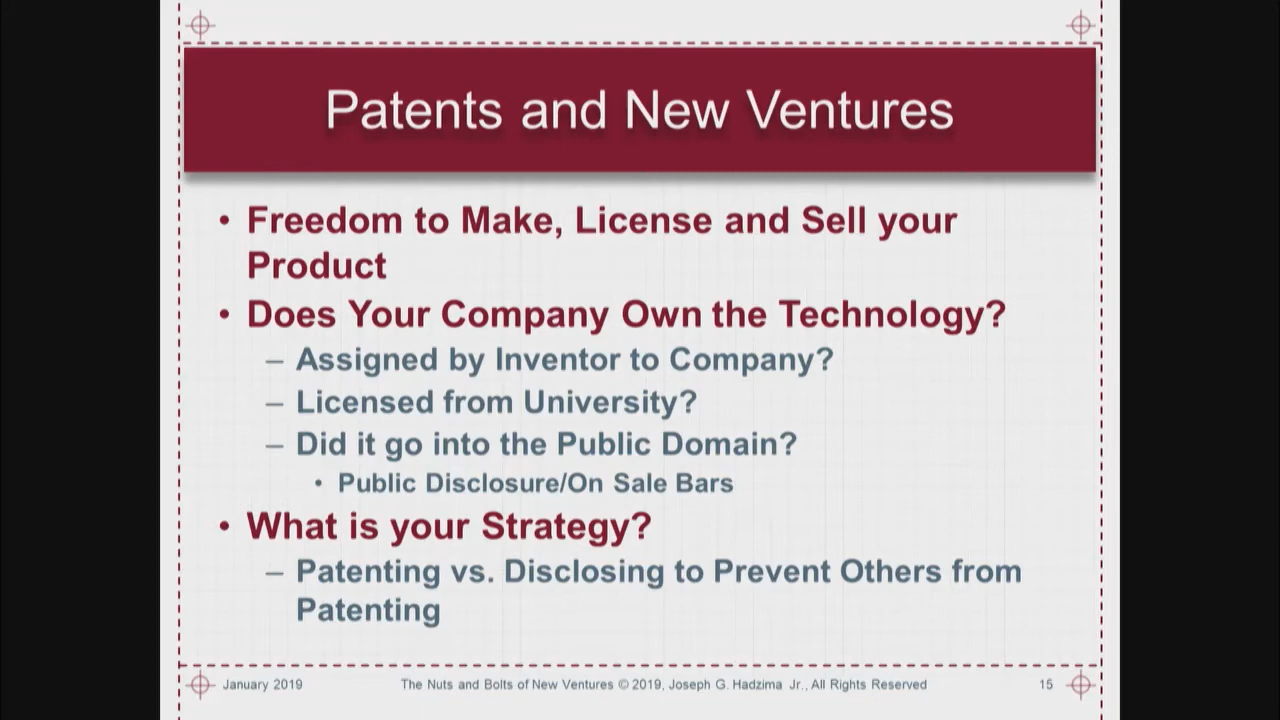 Patents and New Ventures
• Freedom to Make, License and Sell your
Product
• Does Your Company Own the Technology?
– Assigned by Inventor to Company?
– Licensed from University?
– Did it go into the Public Domain?
• Public Disclosure/On Sale Bars
• What is your Strategy?
– Patenting vs. Disclosing to Prevent Others from
Patenting
January 2019 The Nuts and Bolts of New Ventures © 2019, Joseph G. Hadzima Jr., All Rights Reserved 15